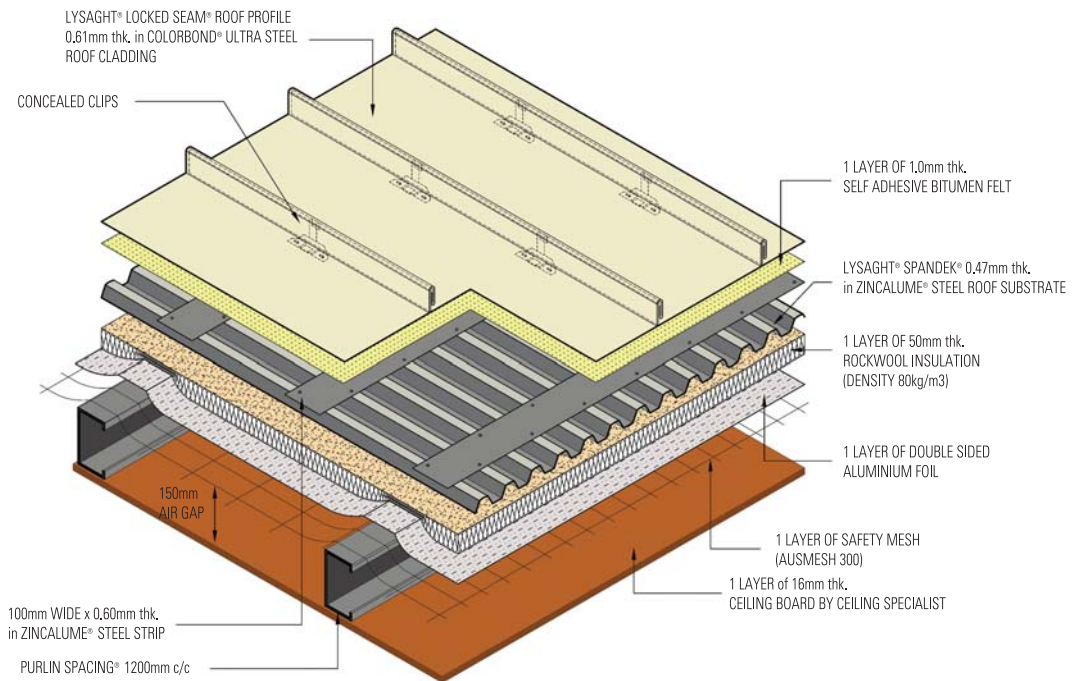 LYSAGHT® LOCKED SEAM® ROOF PROFILE
0.61mm thk. in COLORBOND® ULTRA STEEL
ROOF CLADDING
CONCEALED CLIPS
1 LAYER OF 1.0mm thk.
SELF ADHESIVE BITUMEN FELT
LYSAGHT® SPANDEK® 0.47mm thk.
in ZINCALUME® STEEL ROOF SUBSTRATE
1 LAYER OF 50mm thk.
ROCKWOOL INSULATION
(DENSITY 80kg/m3)
1 LAYER OF DOUBLE SIDED
ALUMINIUM FOIL
150mm
AIR GAP
1 LAYER OF SAFETY MESH
(AUSMESH 300)
1 LAYER of 16mm thk.
CEILING BOARD BY CEILING SPECIALIST
100mm WIDE x 0.60mm thk.
in ZINCALUME® STEEL STRIP
PURLIN SPACING® 1200mm c/c